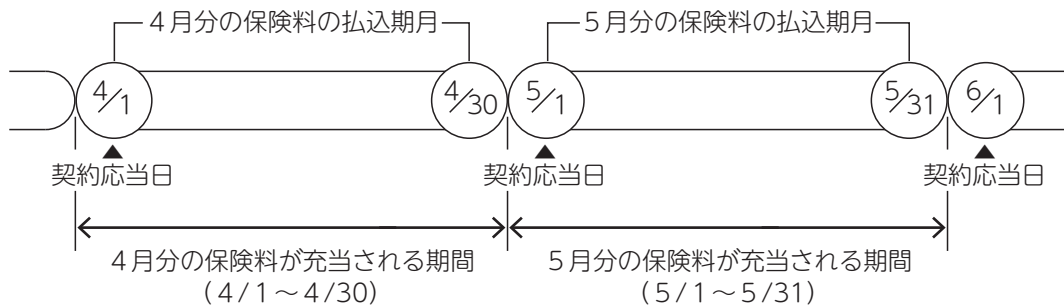 4月分の保険料の払込期月
5月分の保険料の払込期月
4/1
4/30
5/1
5/31
6/1
▲
▲
▲
契約応当日
契約応当日
契約応当日
4月分の保険料が充当される期間
(4/1～4/30)
5月分の保険料が充当される期間
(5/1～5/31)